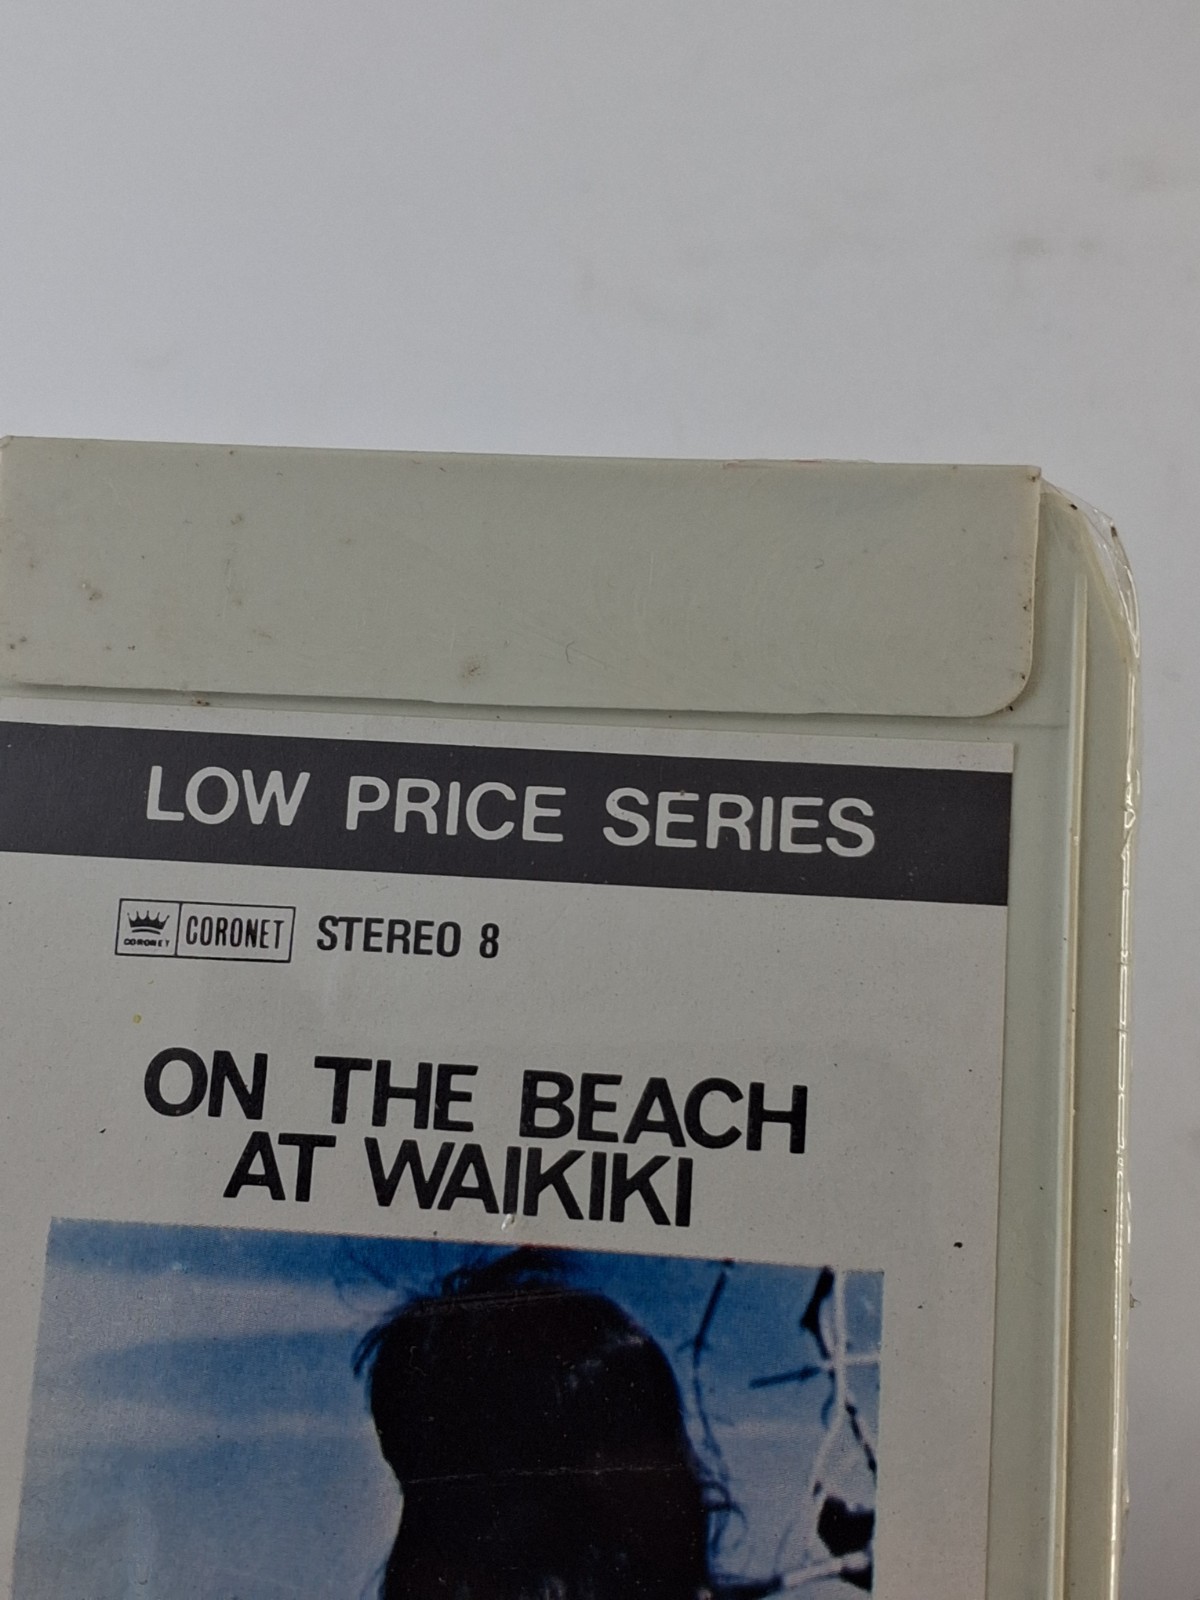 LOW PRICE SERIES
CORONET CORONET STEREO 8
ON THE BEACH
AT WAIKIKI